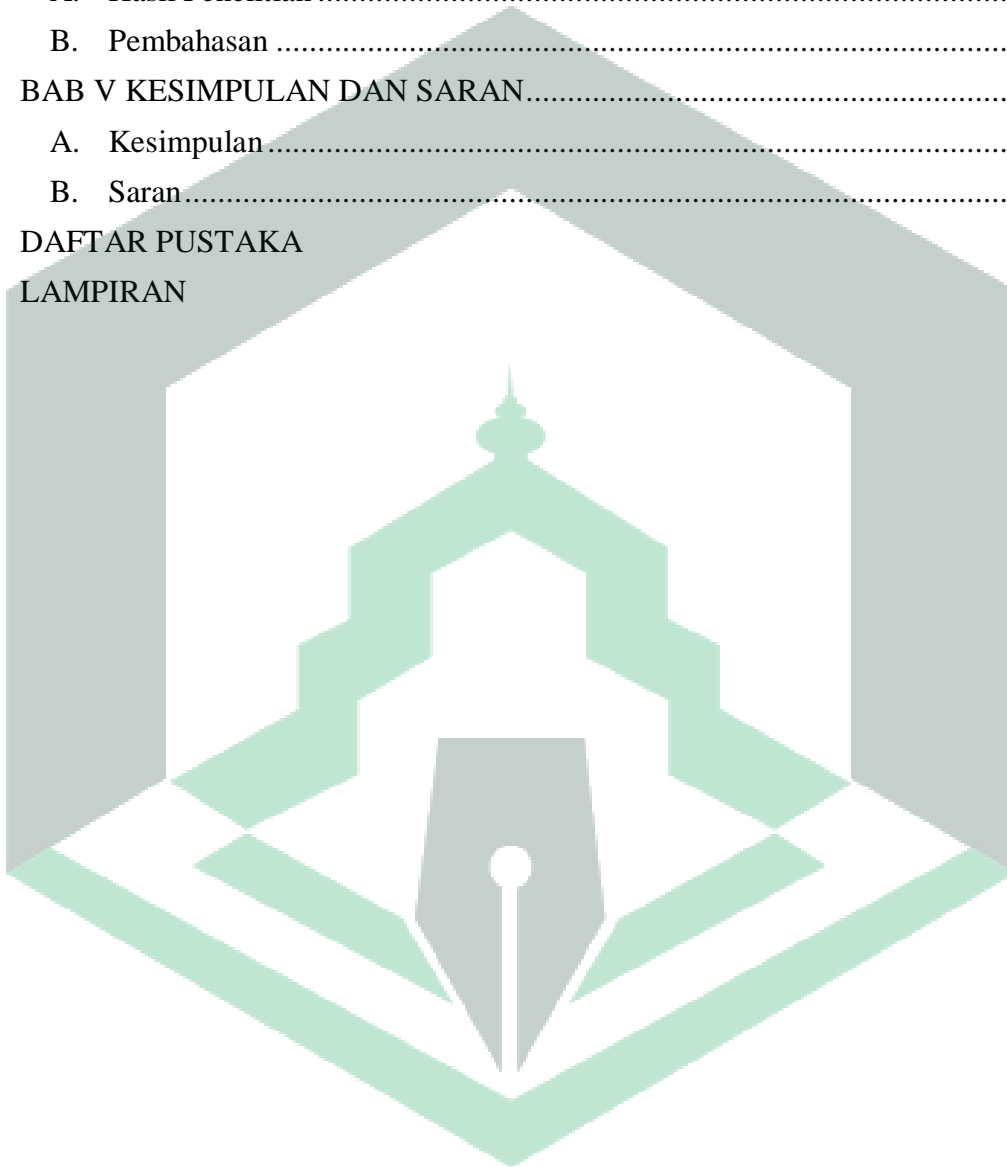 B. Pembahasan ................................................................................
BAB V KESIMPULAN DAN SARAN................................................
A. Kesimpulan ................................................................................
B. Saran..........................................................................................
DAFTAR PUSTAKA
LAMPIRAN